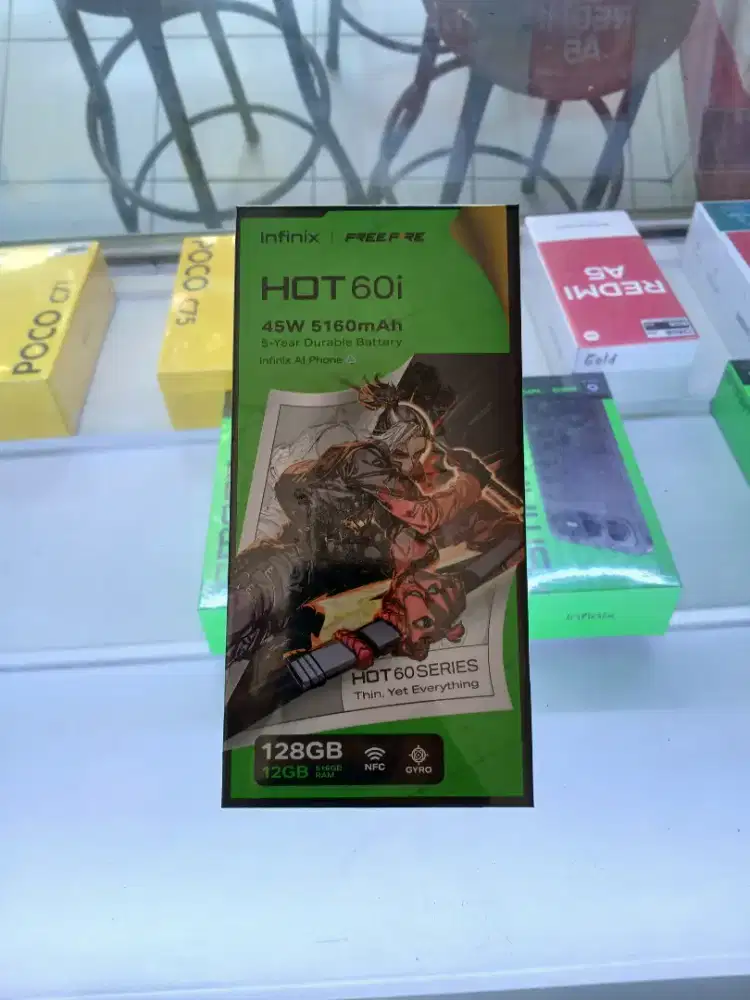 Infinix | FREE FIRE
HOT 60i
45W 5160mAh
5-Year Durable Battery
Infinix AI Phone
HOT 60 SERIES
Thin, Yet Everything
128GB
12GB
RAM
NFC
GYRO
POCO C71
POCO C75
REDMI
A5
Gold